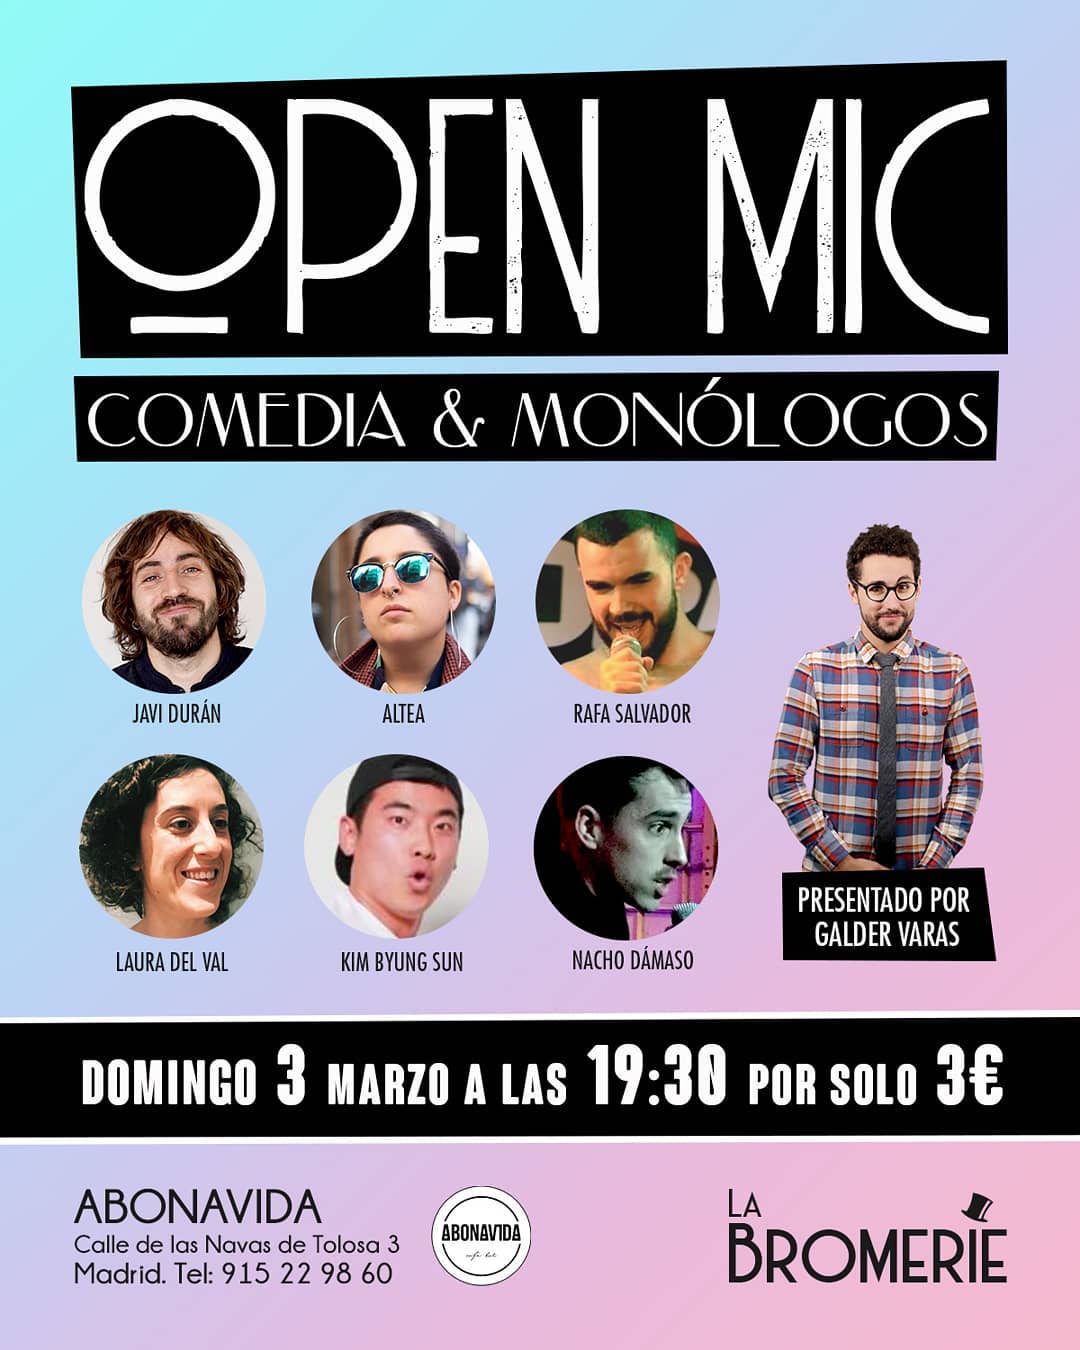 OPEN MIC
COMEDIA & MONÓLOGOS
JAVI DURÁN
ALTEA
RAFA SALVADOR
LAURA DEL VAL
KIM BYUNG SUN
NACHO DÁMASO
PRESENTADO POR
GALDER VARAS
DOMINGO 3 MARZO A LAS 19:30 POR SOLO 3€
ABONAVIDA
Calle de las Navas de Tolosa 3
Madrid. Tel: 915 22 98 60
ABONAVIDA
café bar
LA
BROMERIE